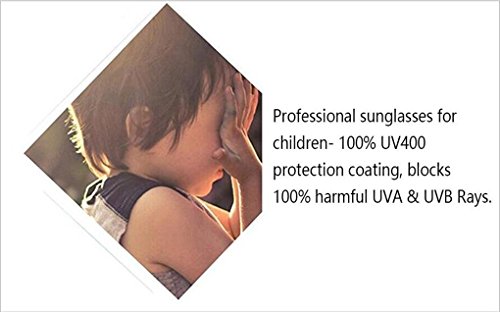 Professional sunglasses for
children- 100% UV400
protection coating, blocks
100% harmful UVA & UVB Rays.